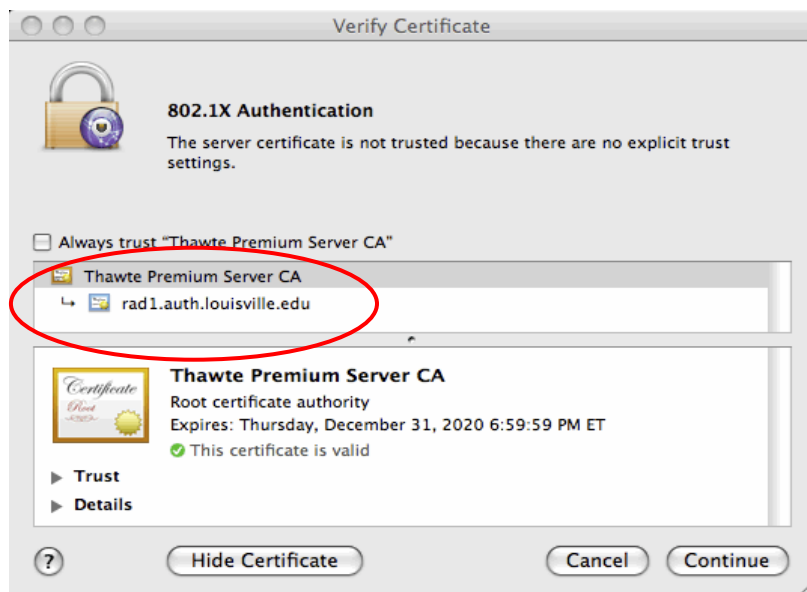 Verify Certificate
802.1X Authentication
The server certificate is not trusted because there are no explicit trust
settings.
Always trust "Thawte Premium Server CA"
Thawte Premium Server CA
rad1.auth.louisville.edu
Certificate
Root
Thawte Premium Server CA
Root certificate authority
Expires: Thursday, December 31, 2020 6:59:59 PM ET
This certificate is valid
Trust
Details
? Hide Certificate Cancel Continue